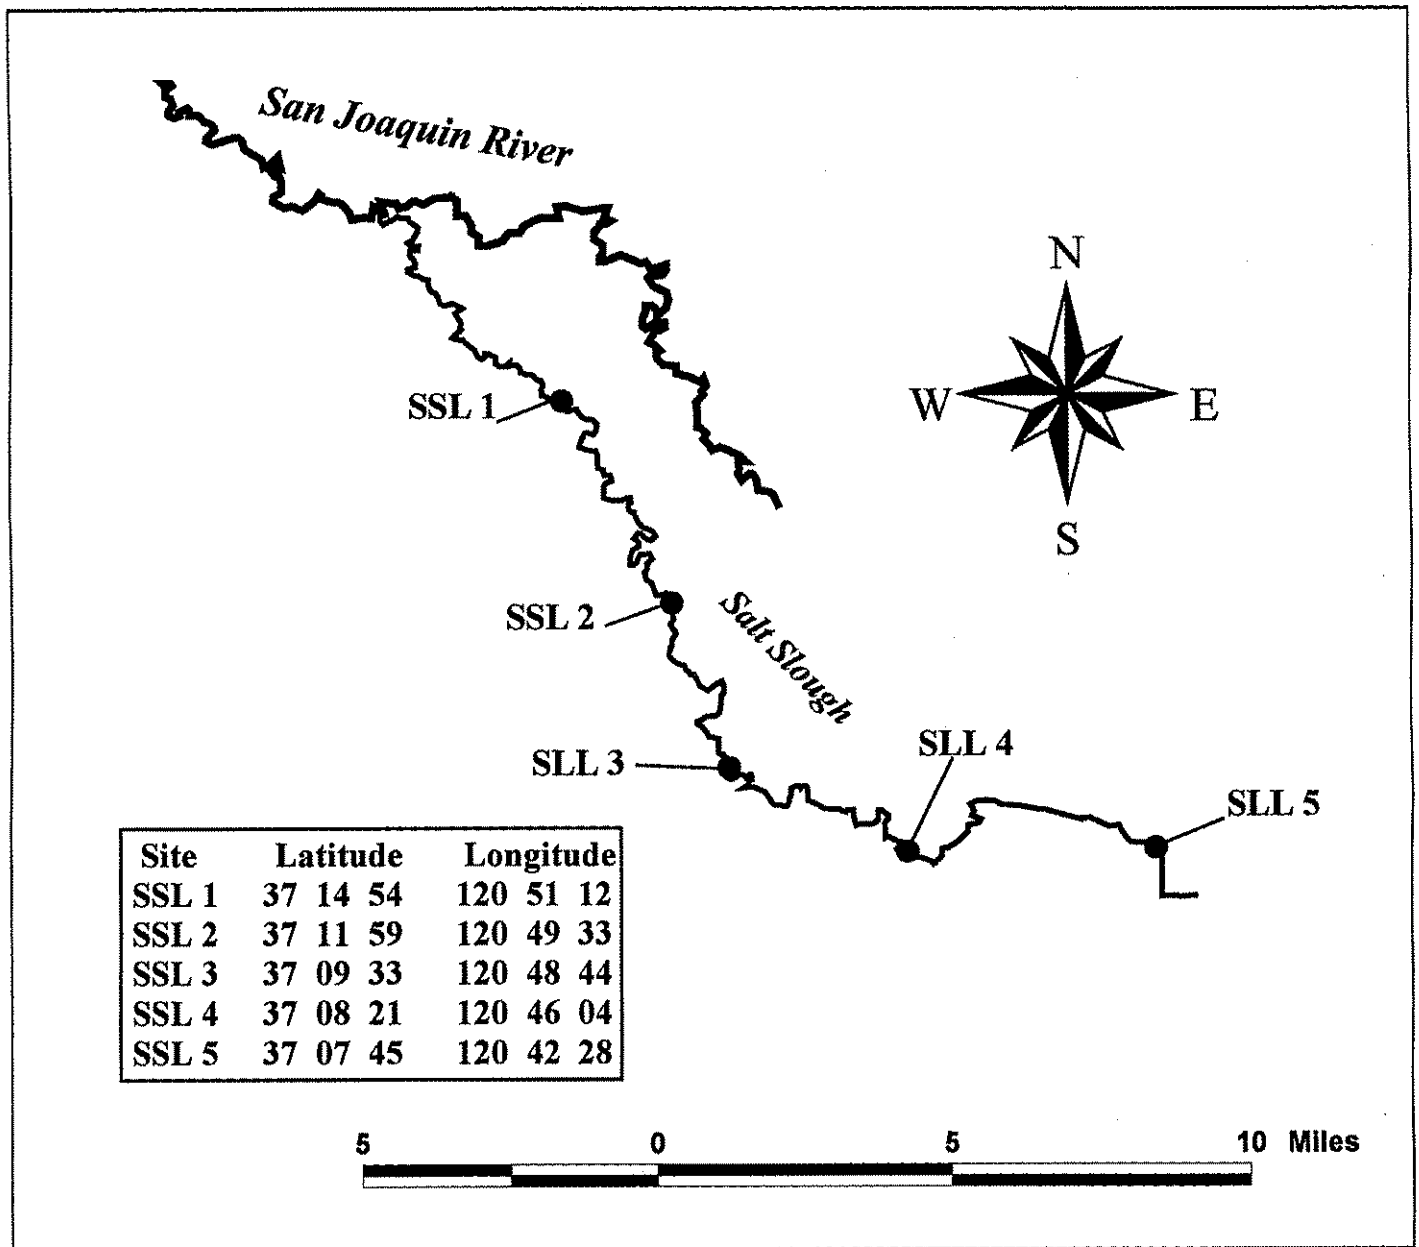 San Joaquin River
N
W
E
S
SSL 1
SSL 2
Salt Slough
SLL 3
SLL 4
SLL 5
Site Latitude Longitude
SSL 1 37 14 54 120 51 12
SSL 2 37 11 59 120 49 33
SSL 3 37 09 33 120 48 44
SSL 4 37 08 21 120 46 04
SSL 5 37 07 45 120 42 28
5 0 5 10 Miles